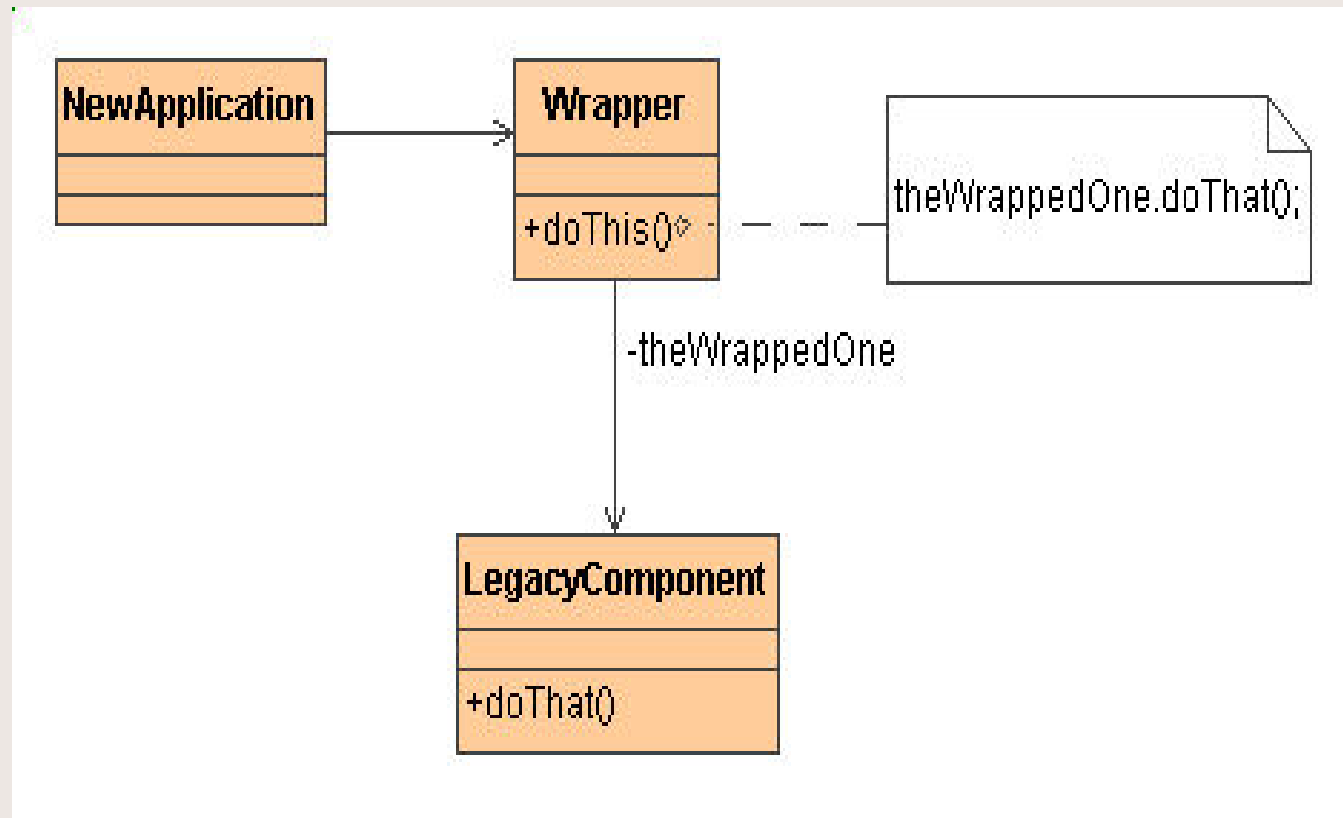 NewApplication
Wrapper
+doThis()
theWrappedOne.doThat();
-theWrappedOne
LegacyComponent
+doThat()